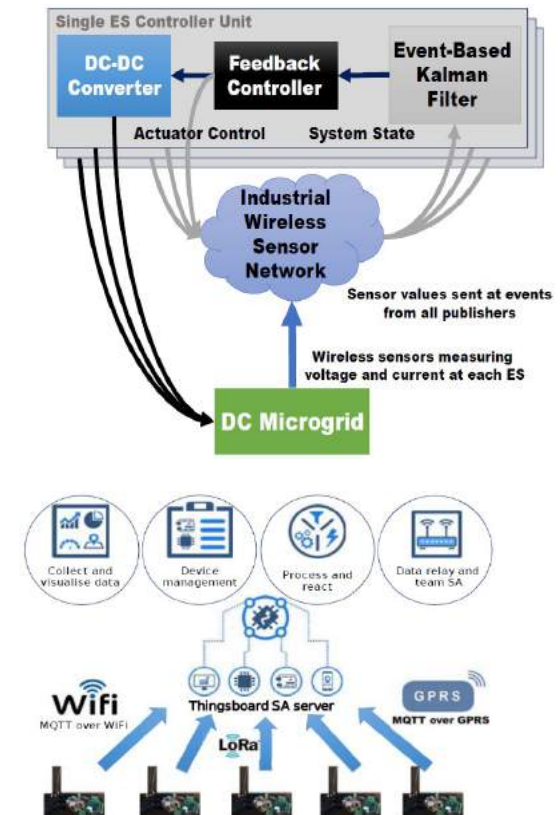 Single ES Controller Unit
DC-DC
Converter
Feedback
Controller
Event-Based
Kalman
Filter
Actuator Control
System State
Industrial
Wireless
Sensor
Network
Sensor values sent at events
from all publishers
Wireless sensors measuring
voltage and current at each ES
DC Microgrid
Collect and
visualise data
Device
management
Process and
react
Data relay and
team SA
Wifi
MQTT over WiFi
Thingsboard SA server
GPRS
MQTT over GPRS
LoRa